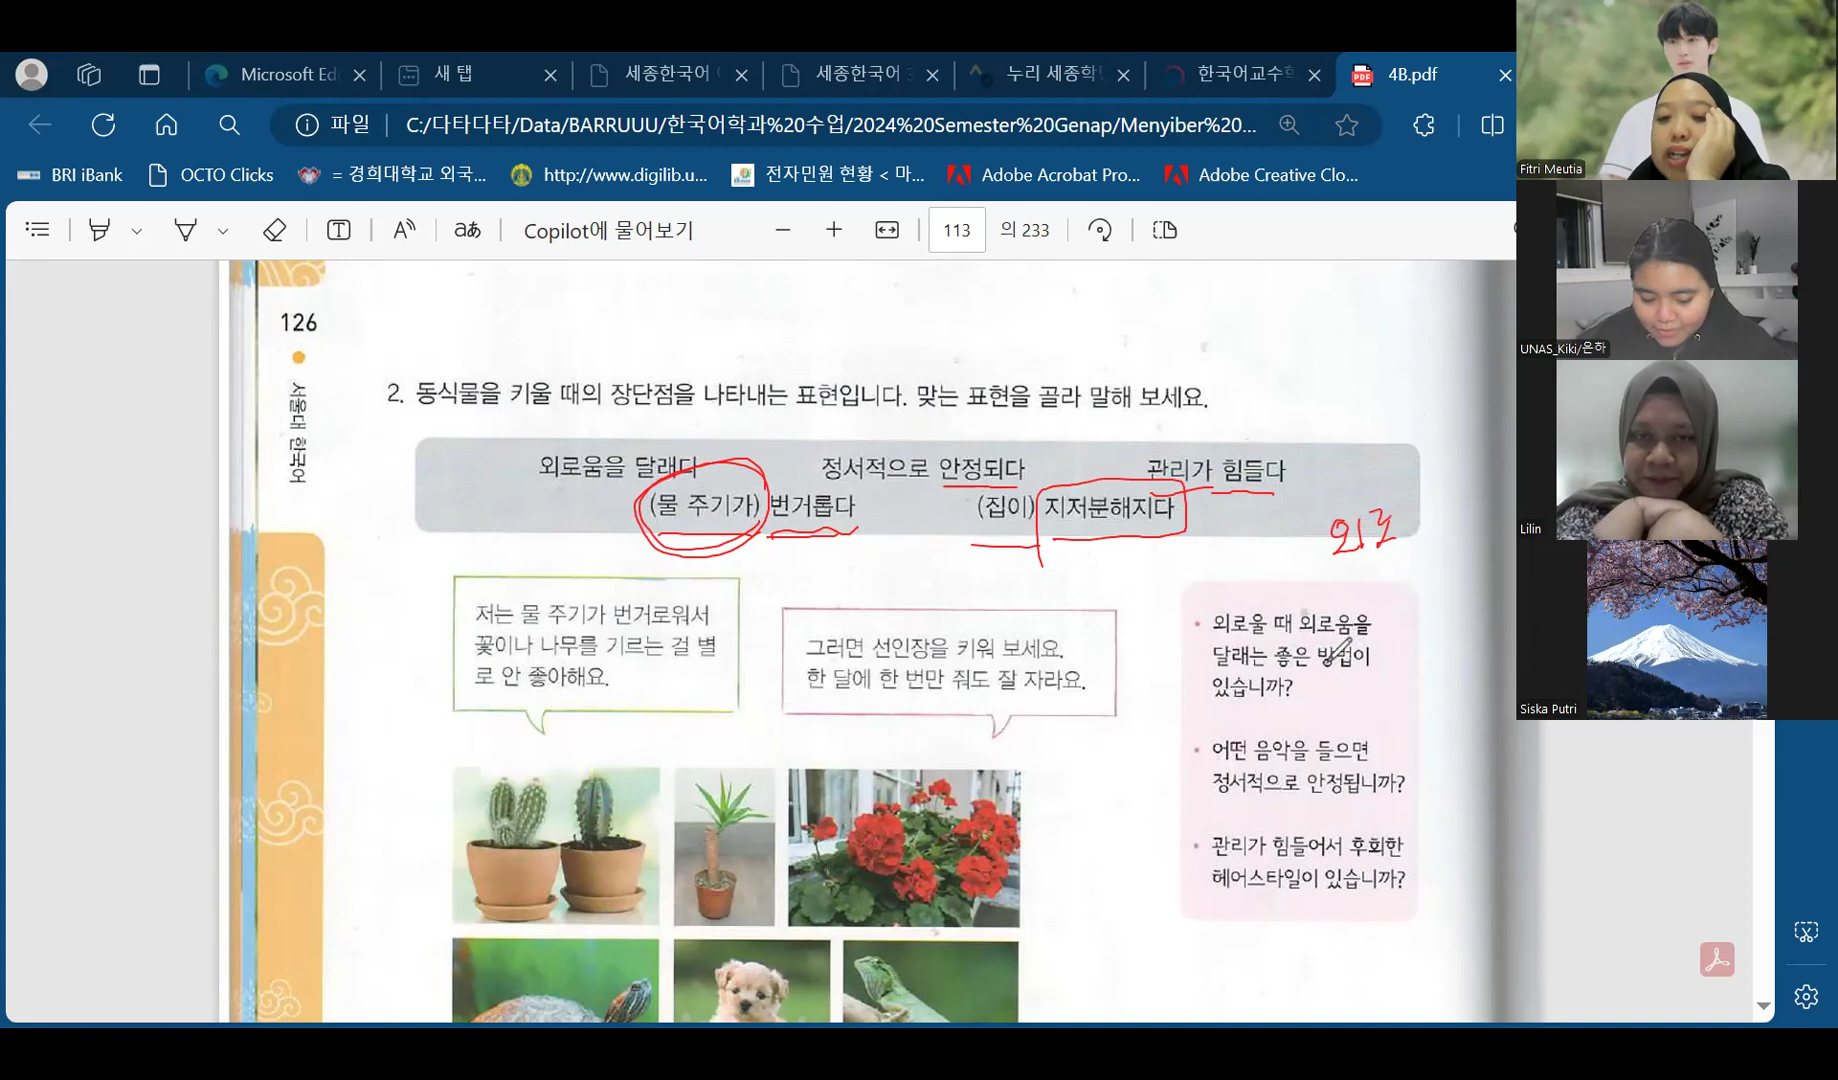 Microsoft Ed
새 탭
세종한국어
세종한국어 3
누리 세종학
한국어교수학
4B.pdf
파일
C:/다타다타/Data/BARRUUU/한국어학과%20수업/2024%20Semester%20Genap/Menyiber%20...
BRI iBank
OCTO Clicks
= 경희대학교 외국...
http://www.digilib.u...
전자민원 현황 < 마...
Adobe Acrobat Pro...
Adobe Creative Clo...
Copilot에 물어보기
113
의 233
126
서울대 한국어
2. 동식물을 키울 때의 장단점을 나타내는 표현입니다. 맞는 표현을 골라 말해 보세요.
외로움을 달래다 정서적으로 안정되다 관리가 힘들다
(물 주기가) 번거롭다 (집이) 지저분해지다
외로
저는 물 주기가 번거로워서
꽃이나 나무를 기르는 걸 별
로 안 좋아해요.
그러면 선인장을 키워 보세요.
한 달에 한 번만 줘도 잘 자라요.
• 외로울 때 외로움을
달래는 좋은 방법이
있습니까?
• 어떤 음악을 들으면
정서적으로 안정됩니까?
• 관리가 힘들어서 후회한
헤어스타일이 있습니까?
Fitri Meutia
UNAS_Kiki/은하
Lilin
Siska Putri